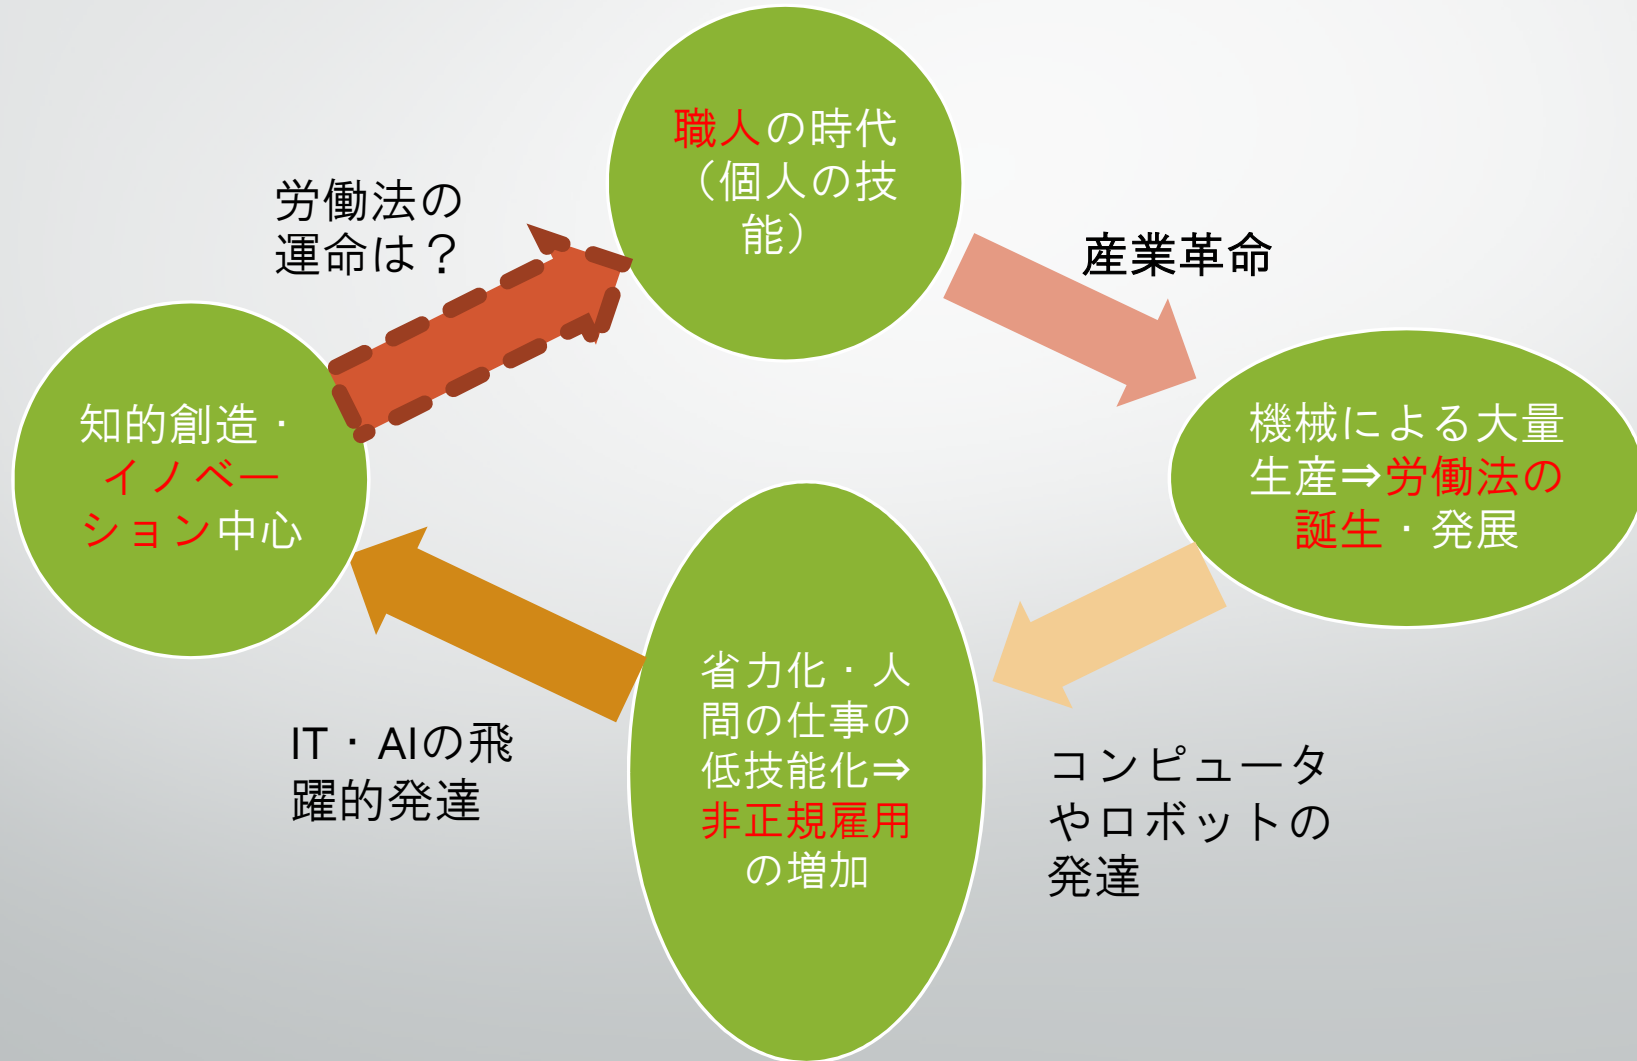 職人の時代
（個人の技
能）
産業革命
機械による大量
生産⇒労働法の
誕生・発展
コンピュータ
やロボットの
発達
省力化・人
間の仕事の
低技能化⇒
非正規雇用
の増加
IT・AIの飛
躍的発達
知的創造・
イノベー
ション中心
労働法の
運命は？